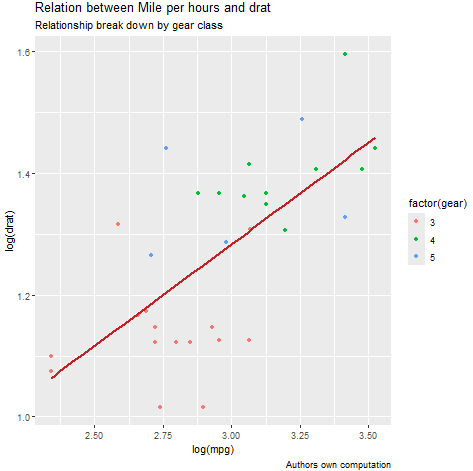 Relation between Mile per hours and drat
Relationship break down by gear class
1.6
1.4
1.2
1.0
log(drat)
2.50
2.75
3.00
3.25
3.50
log(mpg)
factor(gear)
3
4
5
Authors own computation